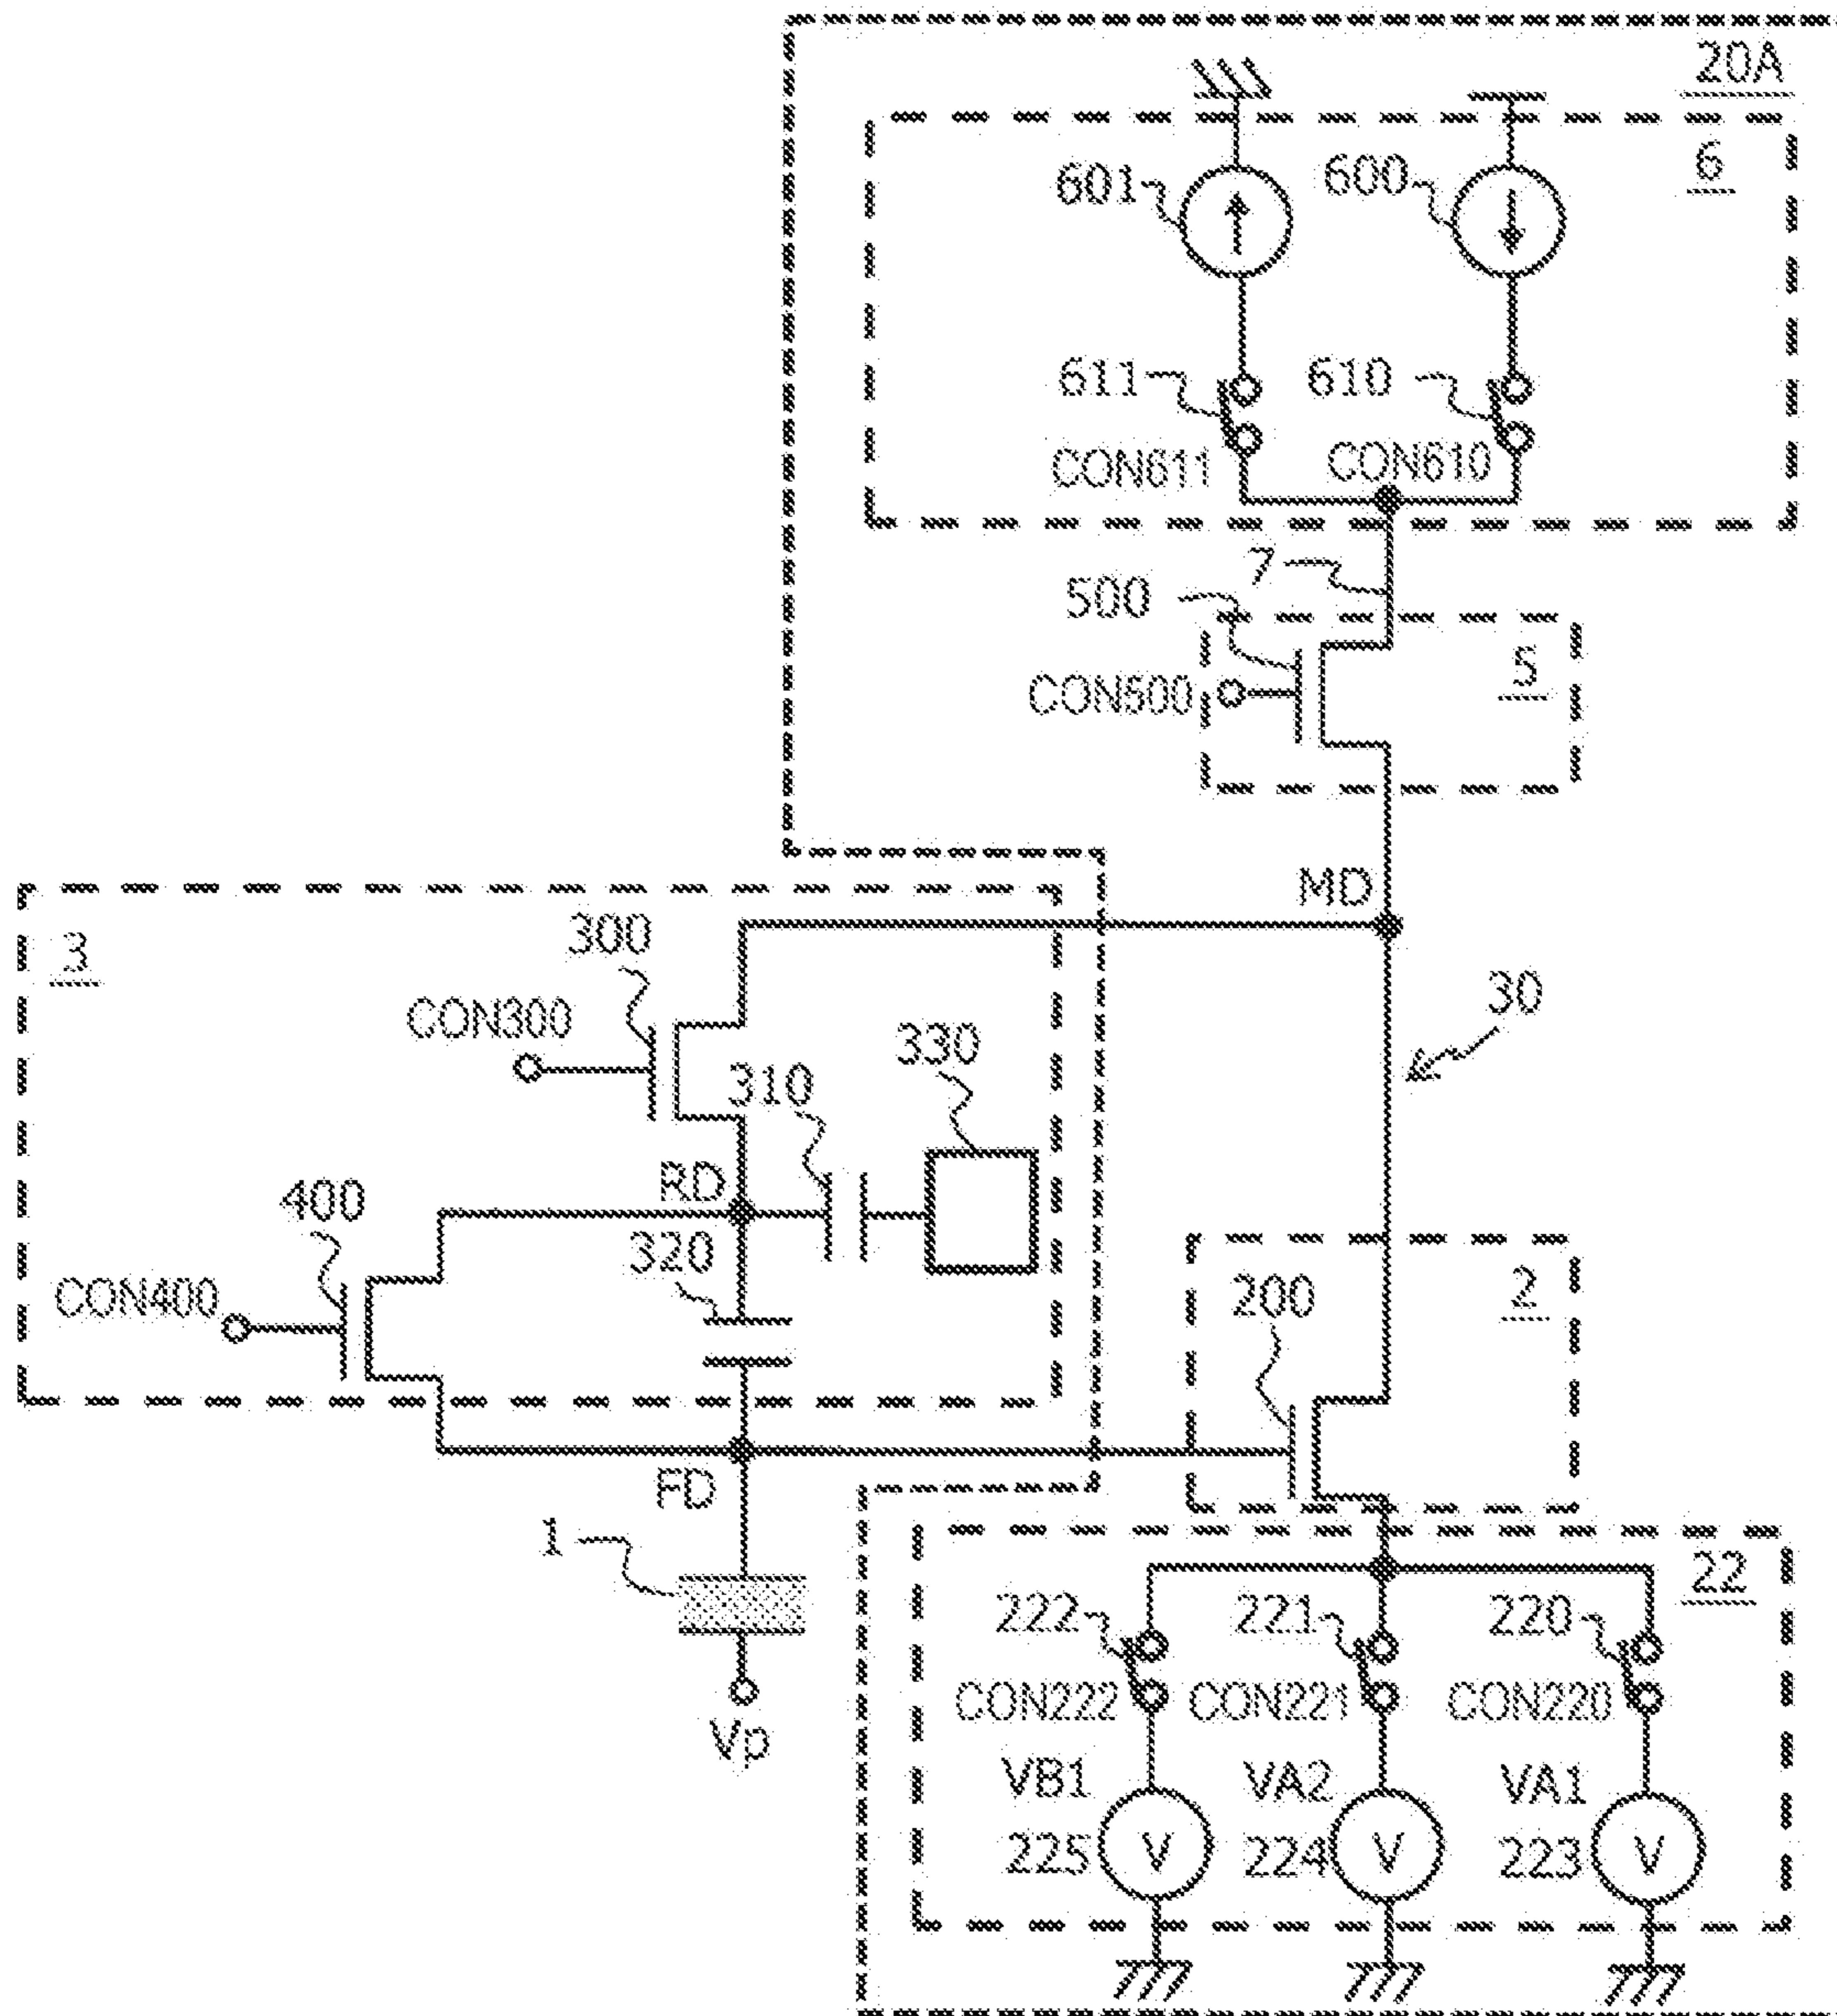 20A
6
601
600
611
610
CON611
CON610
7
500
5
CON500
MD
3
300
CON300
30
330
310
RD
400
320
CON400
2
200
FD
1
22
222
221
220
CON222
CON221
CON220
Vp
VB1
VA2
VA1
225
V
224
V
223
V